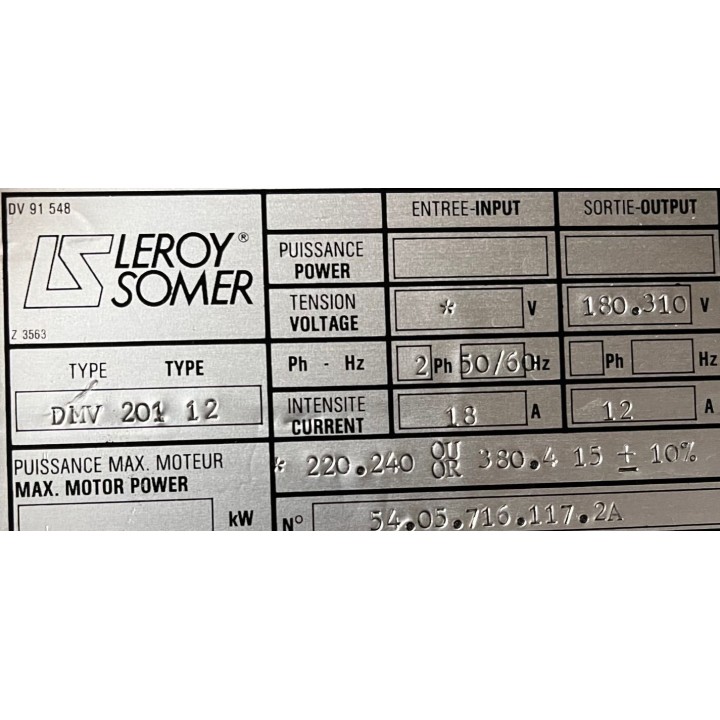 DV 91 548
LEROY®
SOMER
Z 3563
ENTREE-INPUT
SORTIE-OUTPUT
PUISSANCE
POWER
TENSION
VOLTAGE
* V
180.310 V
TYPE TYPE
DMV 201 12
Ph - Hz
2 Ph 50/60 Hz
Ph Hz
INTENSITE
CURRENT
18 A
12 A
PUISSANCE MAX. MOTEUR
MAX. MOTOR POWER
kW
* 220.240 OU
OR 380.4 15 ± 10%
N° 54.05.716.117.2A